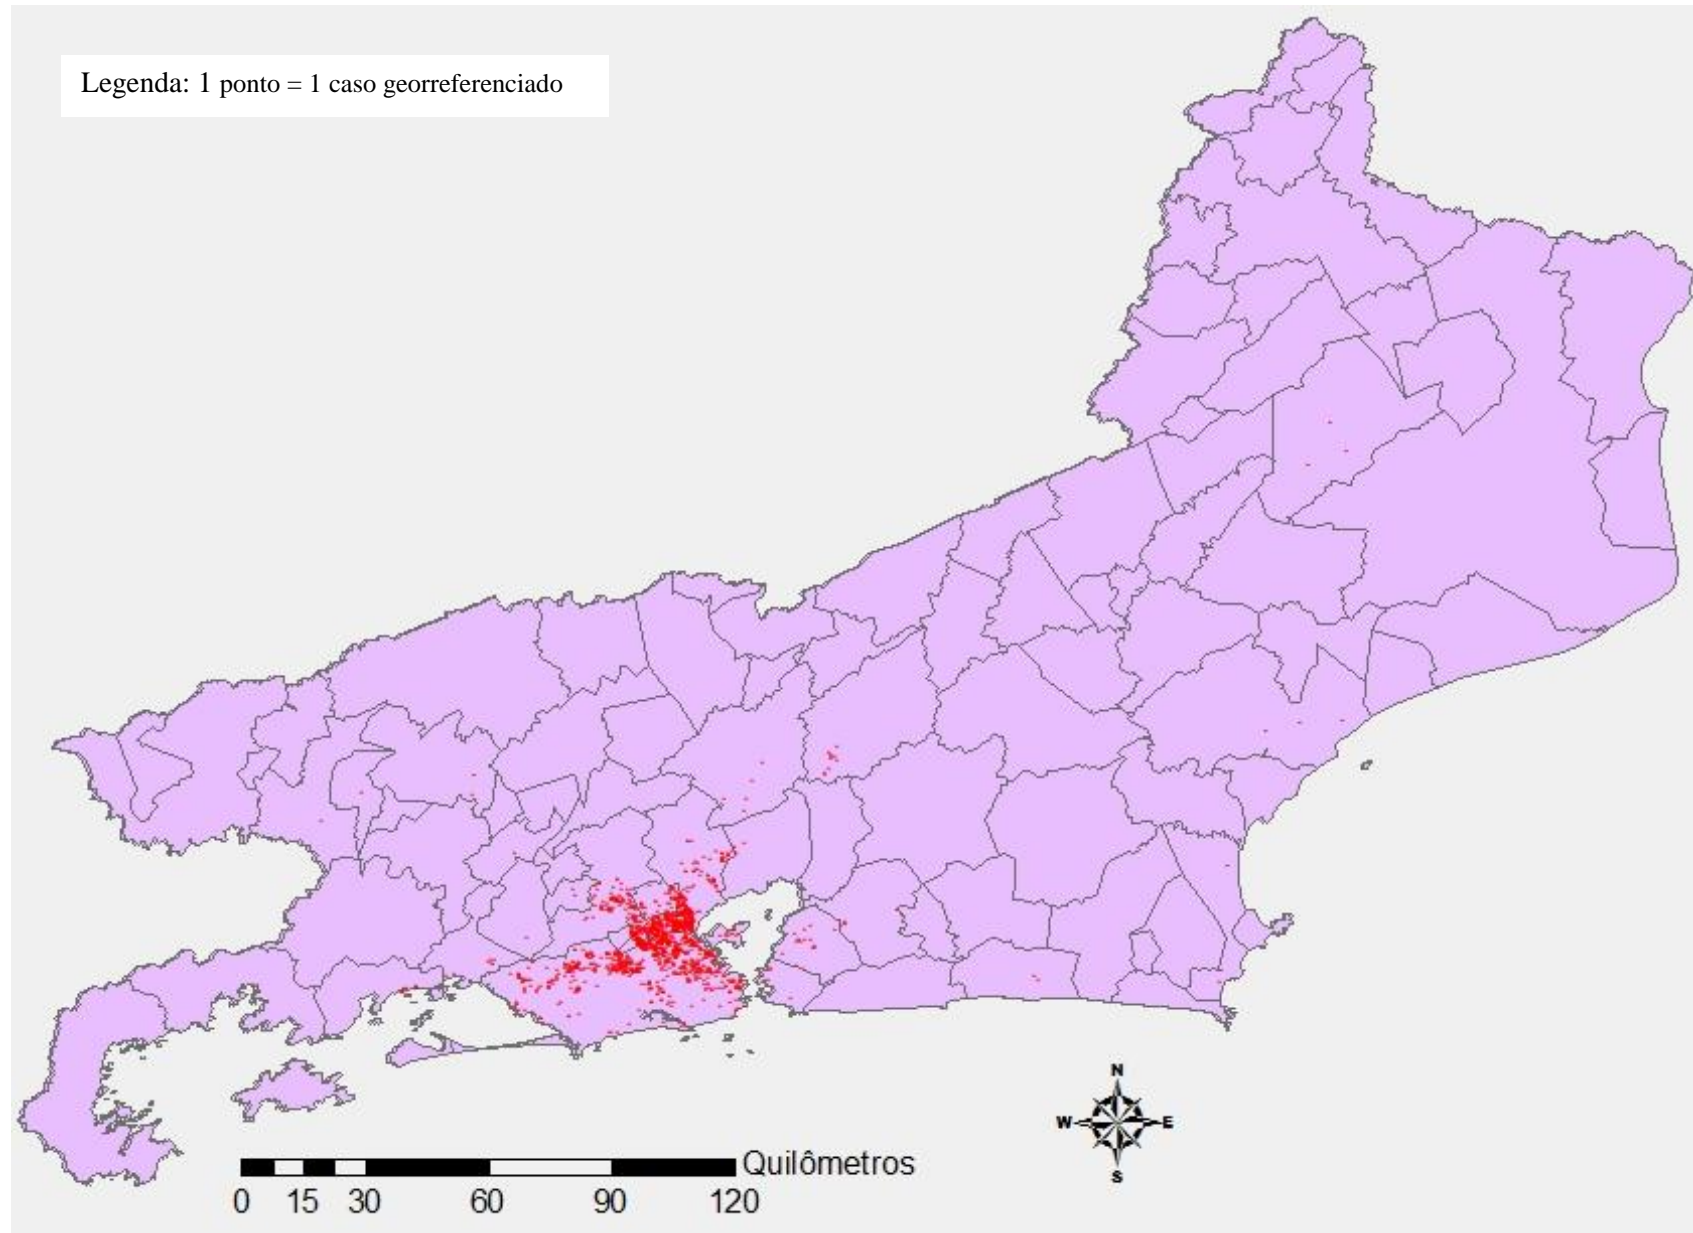 Legenda: 1 ponto = 1 caso georreferenciado
N
W E
S
Quilômetros
0 15 30 60 90 120